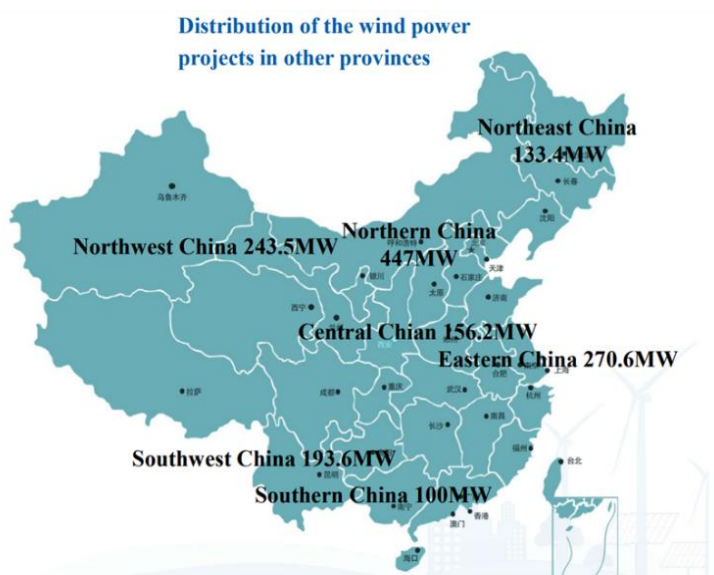 Distribution of the wind power
projects in other provinces
Northeast China
133.4MW
长春
沈阳
乌鲁木齐
Northern China
447MW
呼和浩特
北京
天津
Northwest China 243.5MW
银川
石家庄
太原
济南
西宁
Central Chian 156.2MW
西安
Eastern China 270.6MW
合肥
上海
拉萨
成都
重庆
武汉
杭州
南昌
长沙
福州
Southwest China 193.6MW
台北
昆明
Southern China 100MW
南宁
香港
澳门
海口